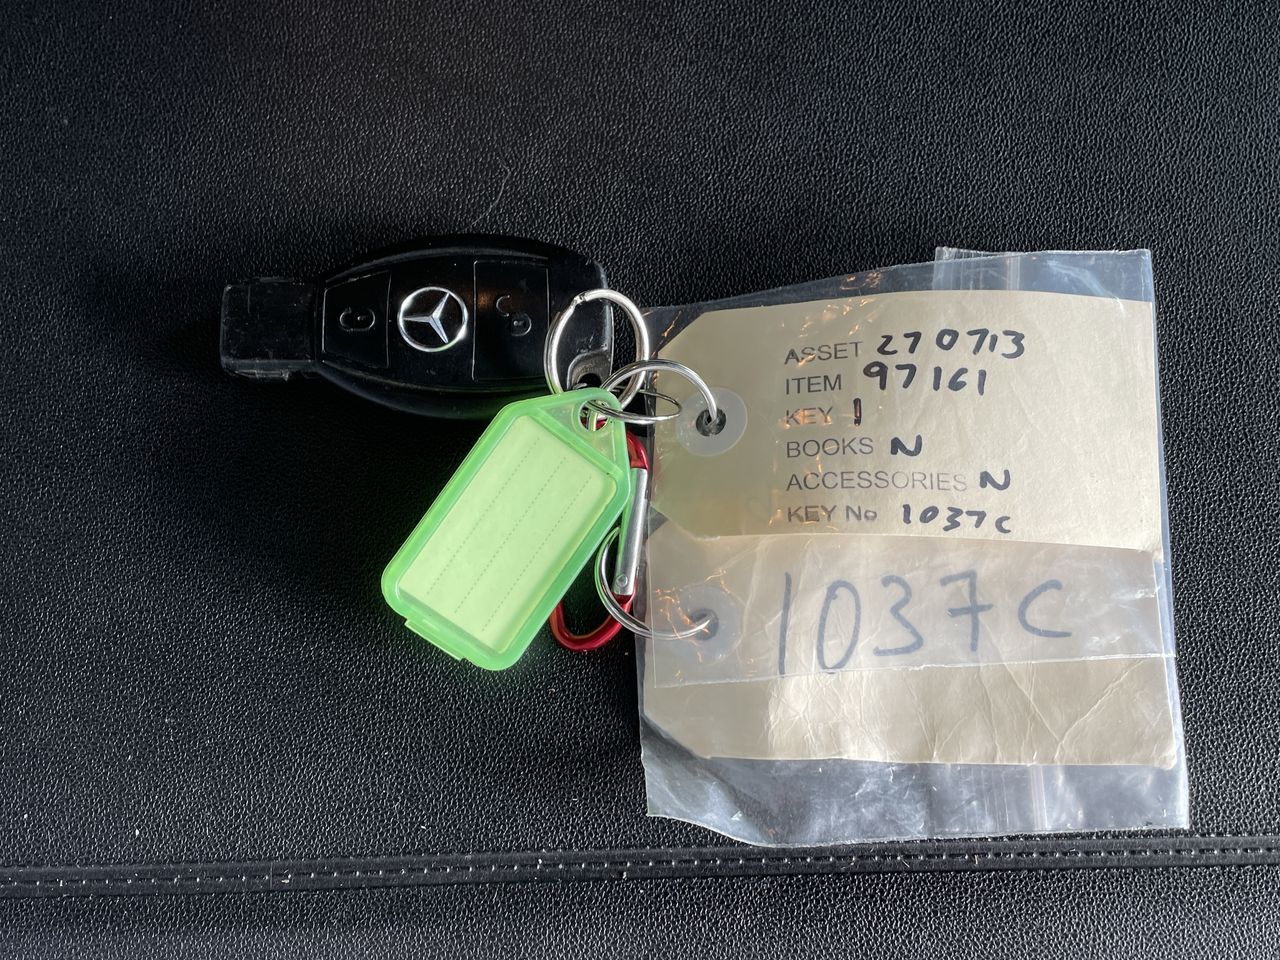 ASSET 270713
ITEM 97161
KEY 1
BOOKS N
ACCESSORIES N
KEY No 1037c
1037C